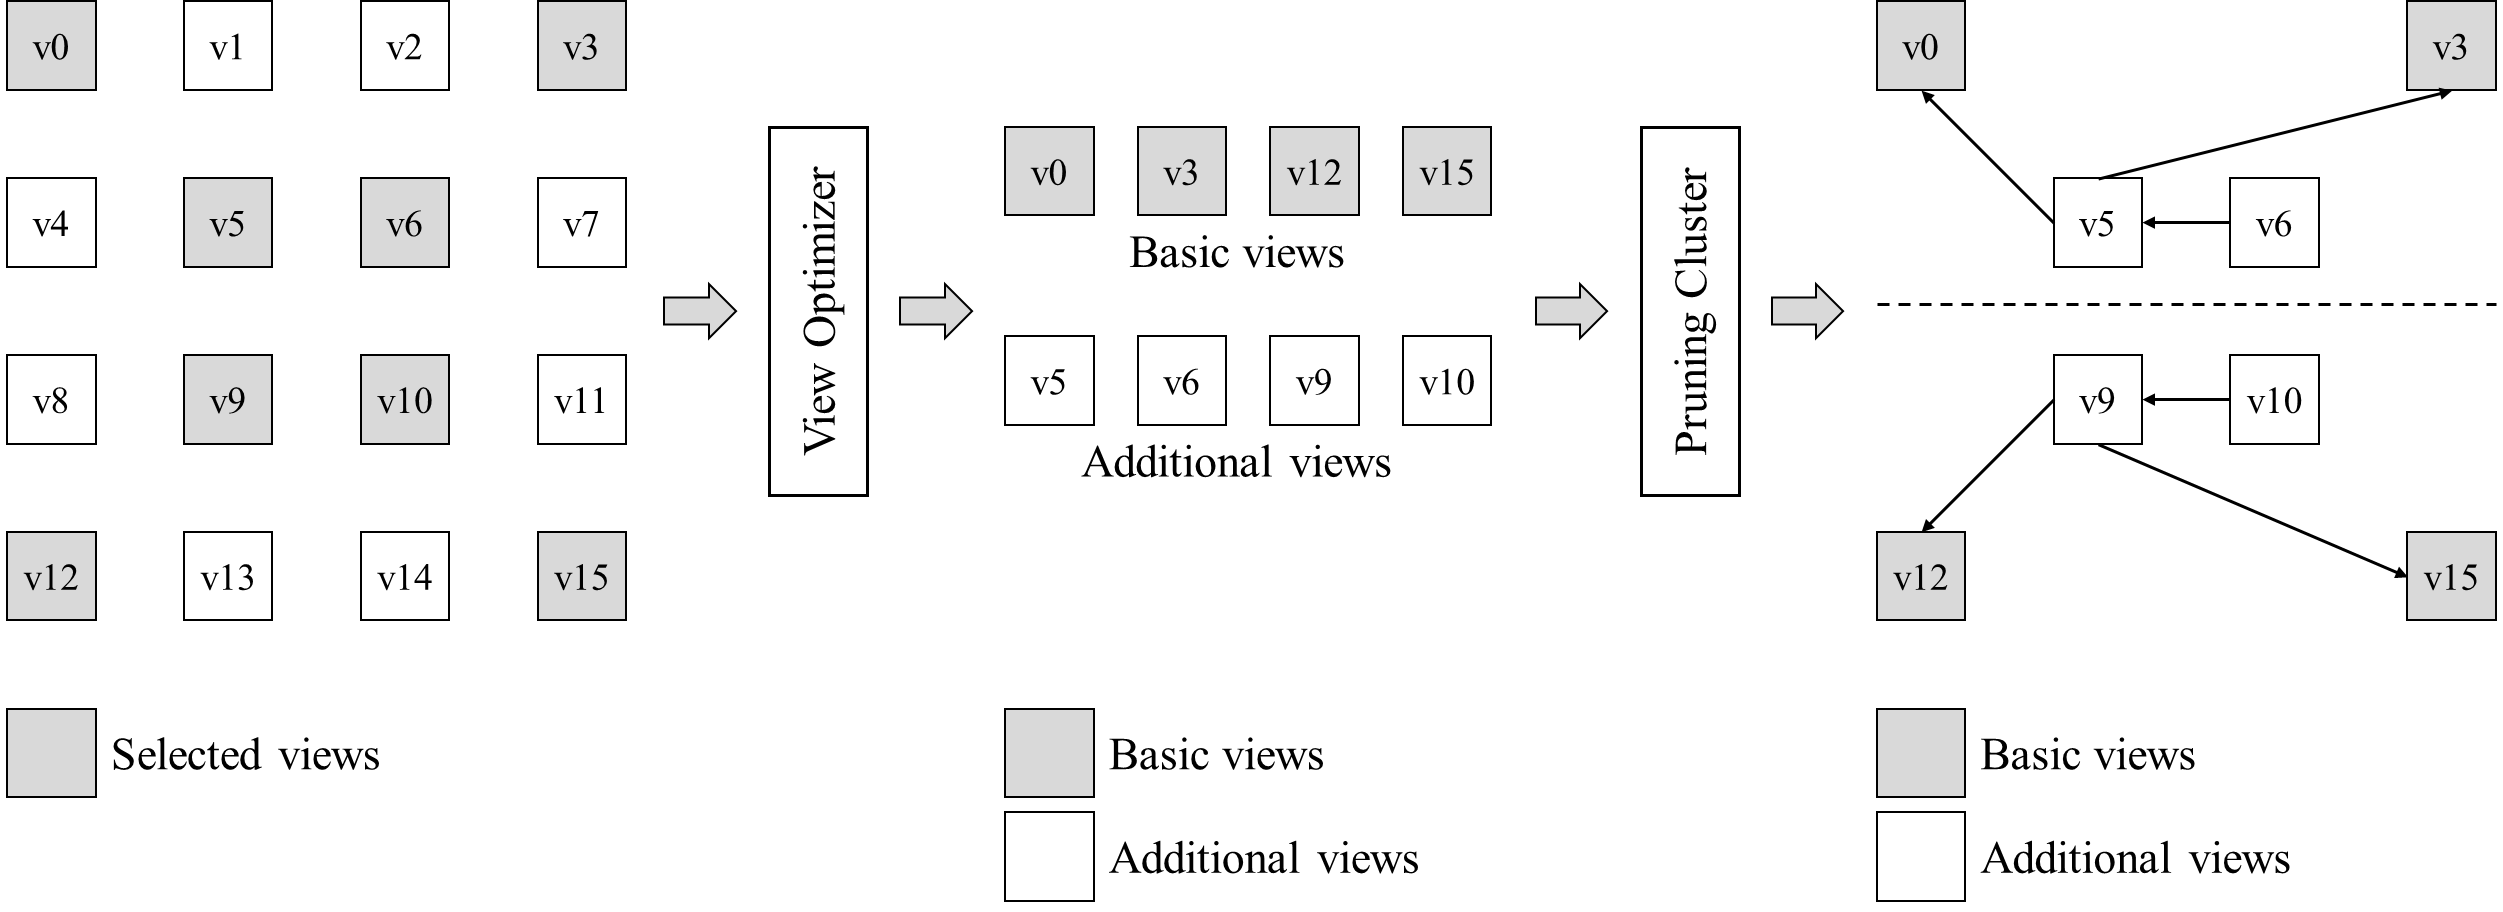 v0 v1 v2 v3
v4 v5 v6 v7
v8 v9 v10 v11
v12 v13 v14 v15
Selected views
View Optimizer
v0 v3 v12 v15
Basic views
v5 v6 v9 v10
Additional views
Basic views
Additional views
Pruning Cluster
v0 v3
v5 v6
v9 v10
v12 v15
Basic views
Additional views